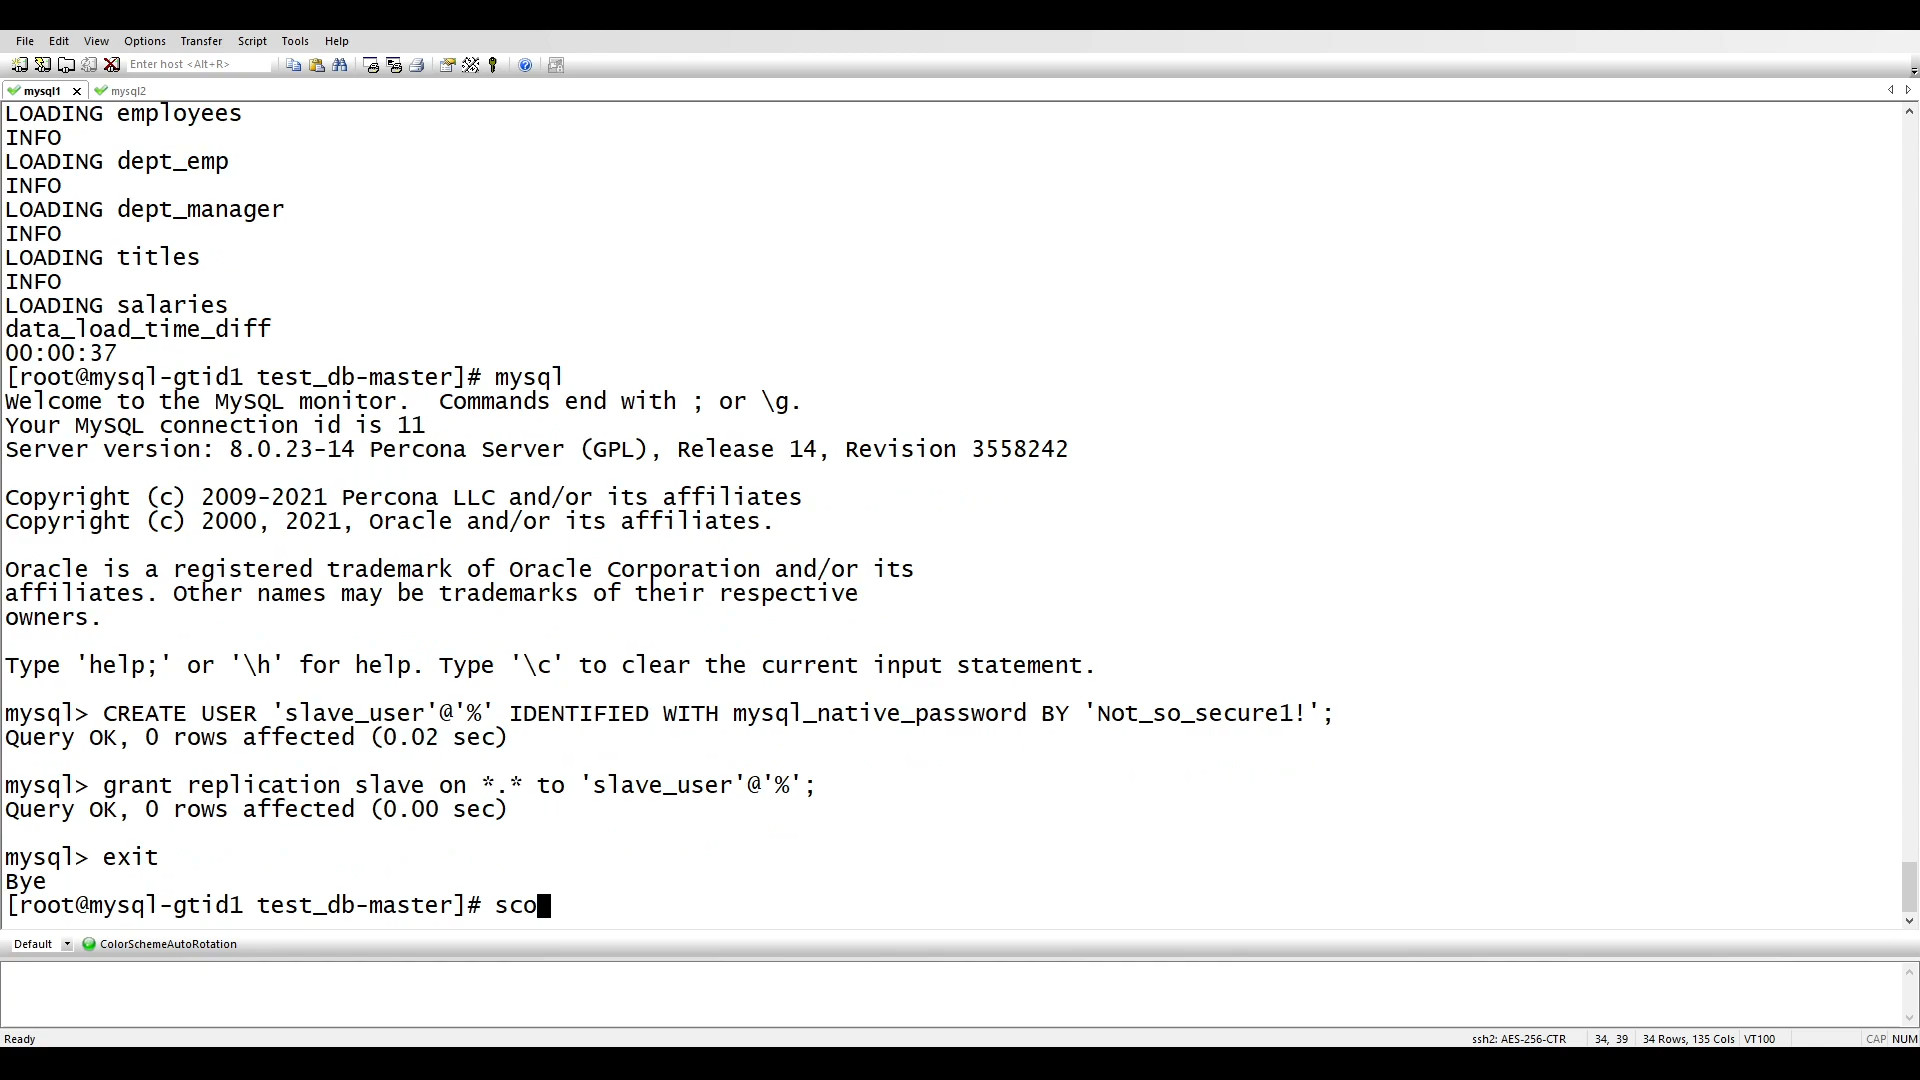 File Edit View Options Transfer Script Tools Help
Enter host <Alt+R>
mysql1 mysql2
LOADING employees
INFO
LOADING dept_emp
INFO
LOADING dept_manager
INFO
LOADING titles
INFO
LOADING salaries
data_load_time_diff
00:00:37
[root@mysql-gtid1 test_db-master]# mysql
Welcome to the MySQL monitor.  Commands end with ; or \g.
Your MySQL connection id is 11
Server version: 8.0.23-14 Percona Server (GPL), Release 14, Revision 3558242
Copyright (c) 2009-2021 Percona LLC and/or its affiliates
Copyright (c) 2000, 2021, Oracle and/or its affiliates.
Oracle is a registered trademark of Oracle Corporation and/or its
affiliates. Other names may be trademarks of their respective
owners.
Type 'help;' or '\h' for help. Type '\c' to clear the current input statement.
mysql> CREATE USER 'slave_user'@'%' IDENTIFIED WITH mysql_native_password BY 'Not_so_secure1!';
Query OK, 0 rows affected (0.02 sec)
mysql> grant replication slave on *.* to 'slave_user'@'%';
Query OK, 0 rows affected (0.00 sec)
mysql> exit
Bye
[root@mysql-gtid1 test_db-master]# sco
Default ColorSchemeAutoRotation
Ready ssh2: AES-256-CTR 34, 39 34 Rows, 135 Cols VT100 CAP NUM